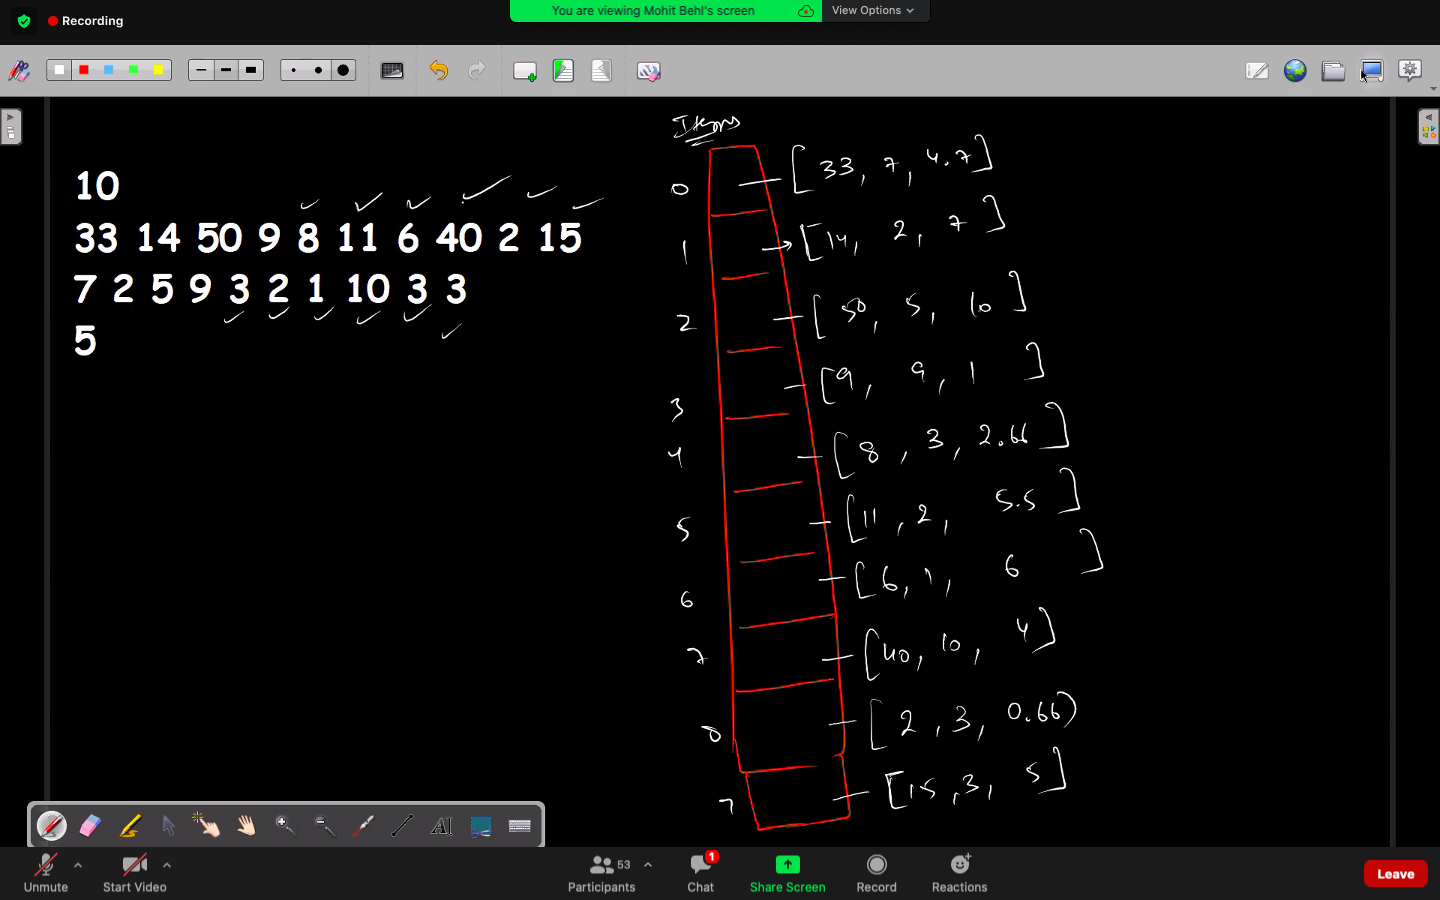 Recording
You are viewing Mohit Behl's screen
View Options
10
33 14 50 9 8 11 6 40 2 15
7 2 5 9 3 2 1 10 3 3
5
Items
0 [33, 7, 4.7]
1 [14, 2, 7]
2 [50, 5, 10]
3 [9, 9, 1]
4 [8, 3, 2.66]
5 [11, 2, 5.5]
6 [6, 1, 6]
7 [40, 10, 4]
8 [2, 3, 0.66)
[15, 3, 5]
Unmute
Start Video
Participants 53
Chat 1
Share Screen
Record
Reactions
Leave